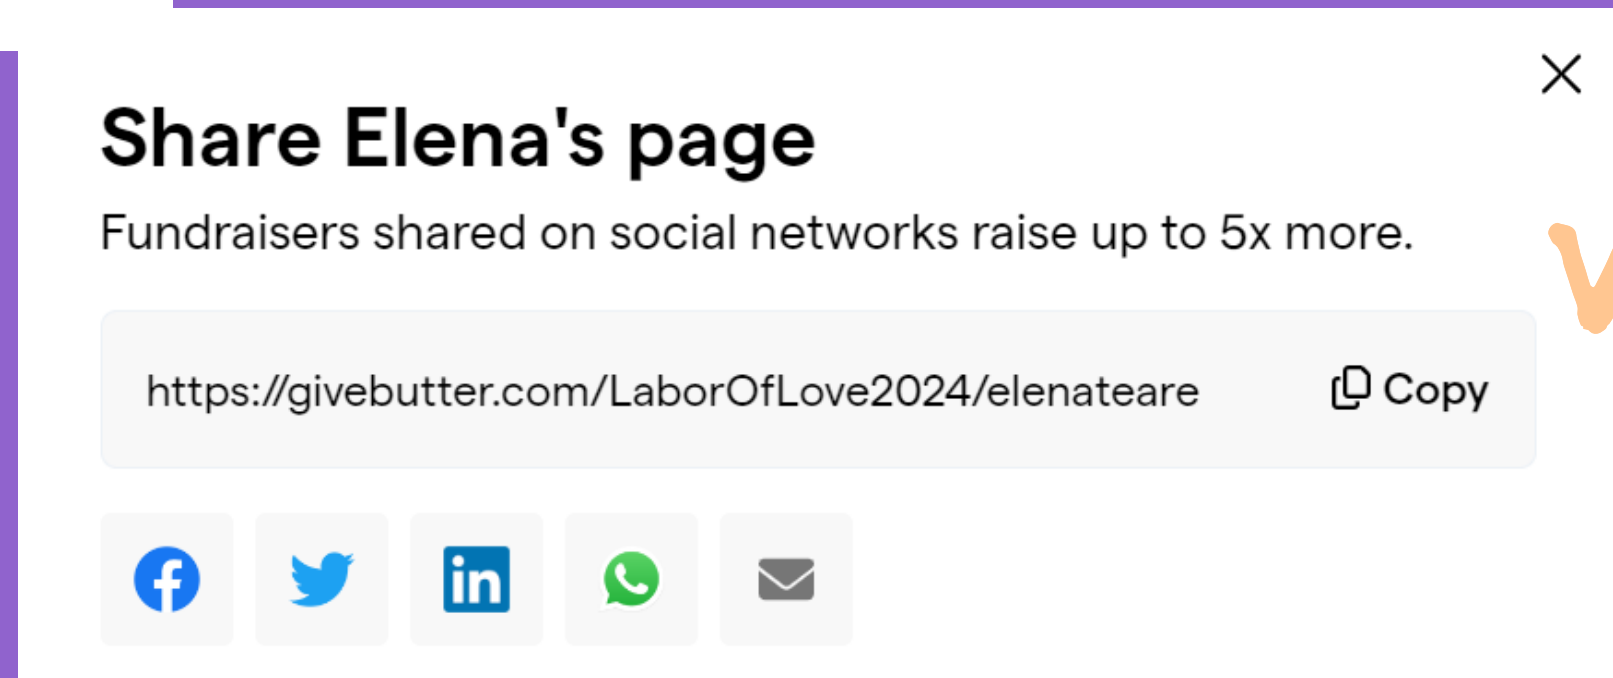 Share Elena's page
Fundraisers shared on social networks raise up to 5x more.
https://givebutter.com/LaborOfLove2024/elenateare
Copy
in